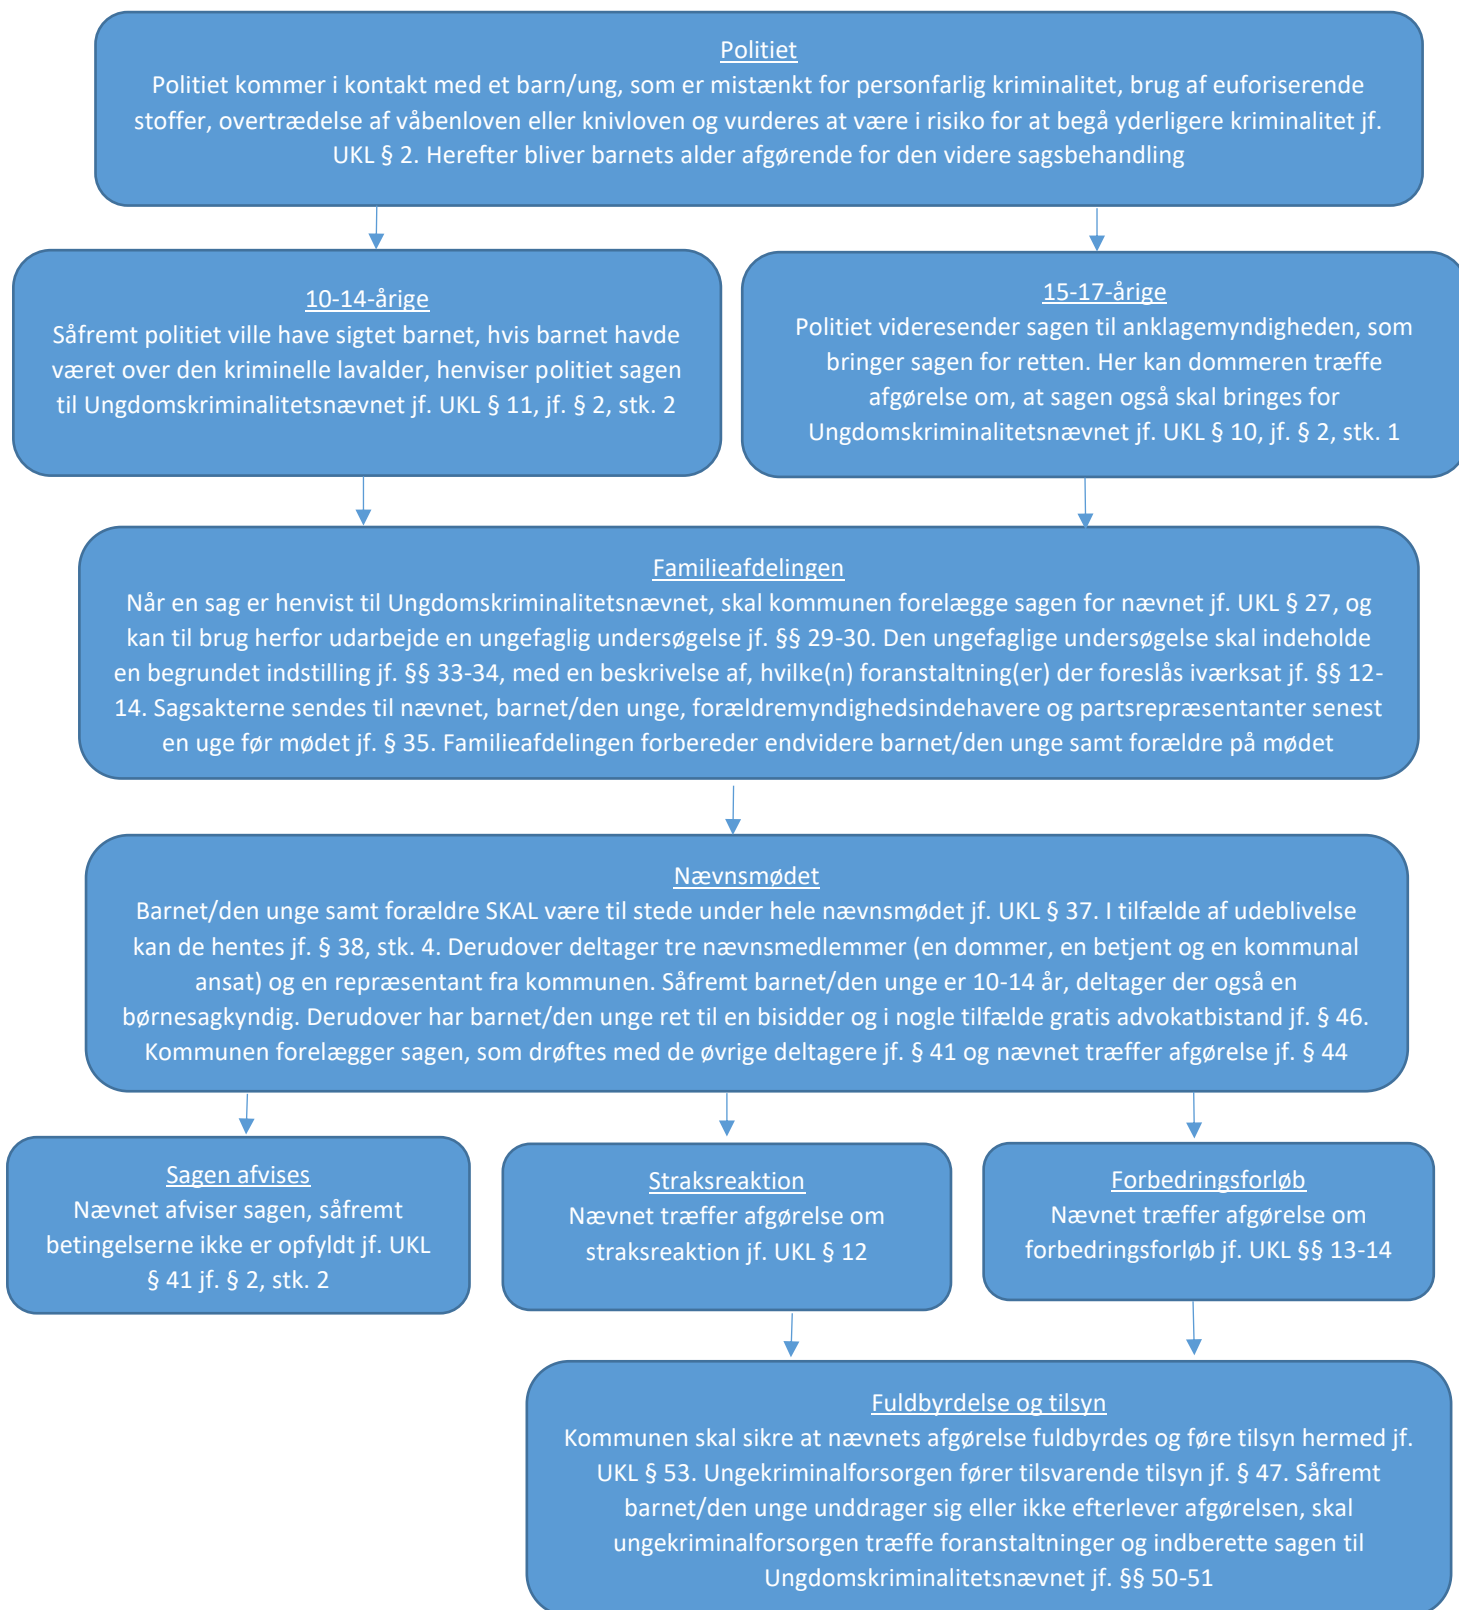 Politiet
Politiet kommer i kontakt med et barn/ung, som er mistænkt for personfarlig kriminalitet, brug af euforiserende
stoffer, overtrædelse af våbenloven eller knivloven og vurderes at være i risiko for at begå yderligere kriminalitet jf.
UKL § 2. Herefter bliver barnets alder afgørende for den videre sagsbehandling
10-14-årige
Såfremt politiet ville have sigtet barnet, hvis barnet havde
været over den kriminelle lavalder, henviser politiet sagen
til Ungdomskriminalitetsnævnet jf. UKL § 11, jf. § 2, stk. 2
15-17-årige
Politiet videresender sagen til anklagemyndigheden, som
bringer sagen for retten. Her kan dommeren træffe
afgørelse om, at sagen også skal bringes for
Ungdomskriminalitetsnævnet jf. UKL § 10, jf. § 2, stk. 1
Familieafdelingen
Når en sag er henvist til Ungdomskriminalitetsnævnet, skal kommunen forelægge sagen for nævnet jf. UKL § 27, og
kan til brug herfor udarbejde en ungefaglig undersøgelse jf. §§ 29-30. Den ungefaglige undersøgelse skal indeholde
en begrundet indstilling jf. §§ 33-34, med en beskrivelse af, hvilke(n) foranstaltning(er) der foreslås iværksat jf. §§ 12-
14. Sagsakterne sendes til nævnet, barnet/den unge, forældremyndighedsindehavere og partsrepræsentanter senest
en uge før mødet jf. § 35. Familieafdelingen forbereder endvidere barnet/den unge samt forældre på mødet
Nævnsmødet
Barnet/den unge samt forældre SKAL være til stede under hele nævnsmødet jf. UKL § 37. I tilfælde af udeblivelse
kan de hentes jf. § 38, stk. 4. Derudover deltager tre nævnsmedlemmer (en dommer, en betjent og en kommunal
ansat) og en repræsentant fra kommunen. Såfremt barnet/den unge er 10-14 år, deltager der også en
børnesagkyndig. Derudover har barnet/den unge ret til en bisidder og i nogle tilfælde gratis advokatbistand jf. § 46.
Kommunen forelægger sagen, som drøftes med de øvrige deltagere jf. § 41 og nævnet træffer afgørelse jf. § 44
Sagen afvises
Nævnet afviser sagen, såfremt
betingelserne ikke er opfyldt jf. UKL
§ 41 jf. § 2, stk. 2
Straksreaktion
Nævnet træffer afgørelse om
straksreaktion jf. UKL § 12
Forbedringsforløb
Nævnet træffer afgørelse om
forbedringsforløb jf. UKL §§ 13-14
Fuldbyrdelse og tilsyn
Kommunen skal sikre at nævnets afgørelse fuldbyrdes og føre tilsyn hermed jf.
UKL § 53. Ungekriminalforsorgen fører tilsvarende tilsyn jf. § 47. Såfremt
barnet/den unge unddrager sig eller ikke efterlever afgørelsen, skal
ungekriminalforsorgen træffe foranstaltninger og indberette sagen til
Ungdomskriminalitetsnævnet jf. §§ 50-51